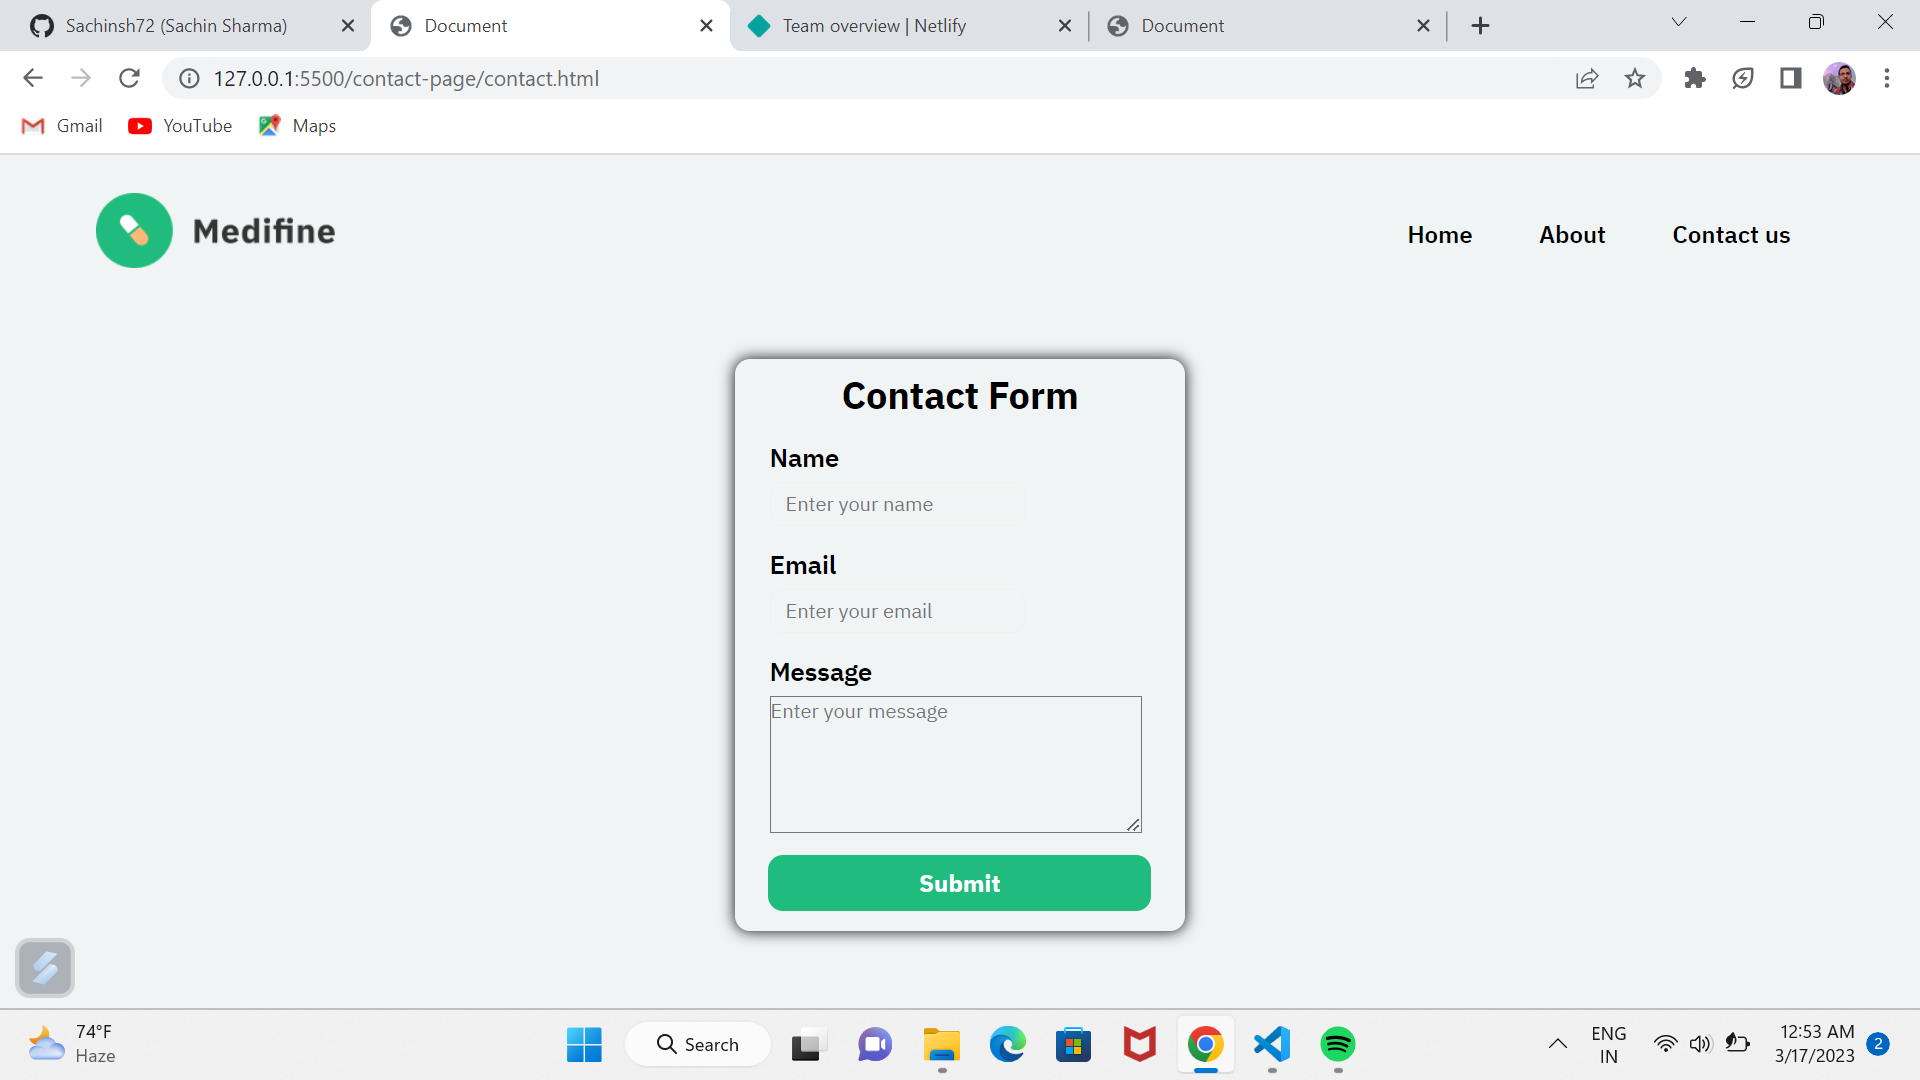 Sachinsh72 (Sachin Sharma)
Document
Team overview | Netlify
Document
127.0.0.1:5500/contact-page/contact.html
Gmail
YouTube
Maps
Medifine
Home
About
Contact us
Contact Form
Name
Enter your name
Email
Enter your email
Message
Enter your message
Submit
74°F
Haze
Search
ENG
IN
12:53 AM
3/17/2023
2